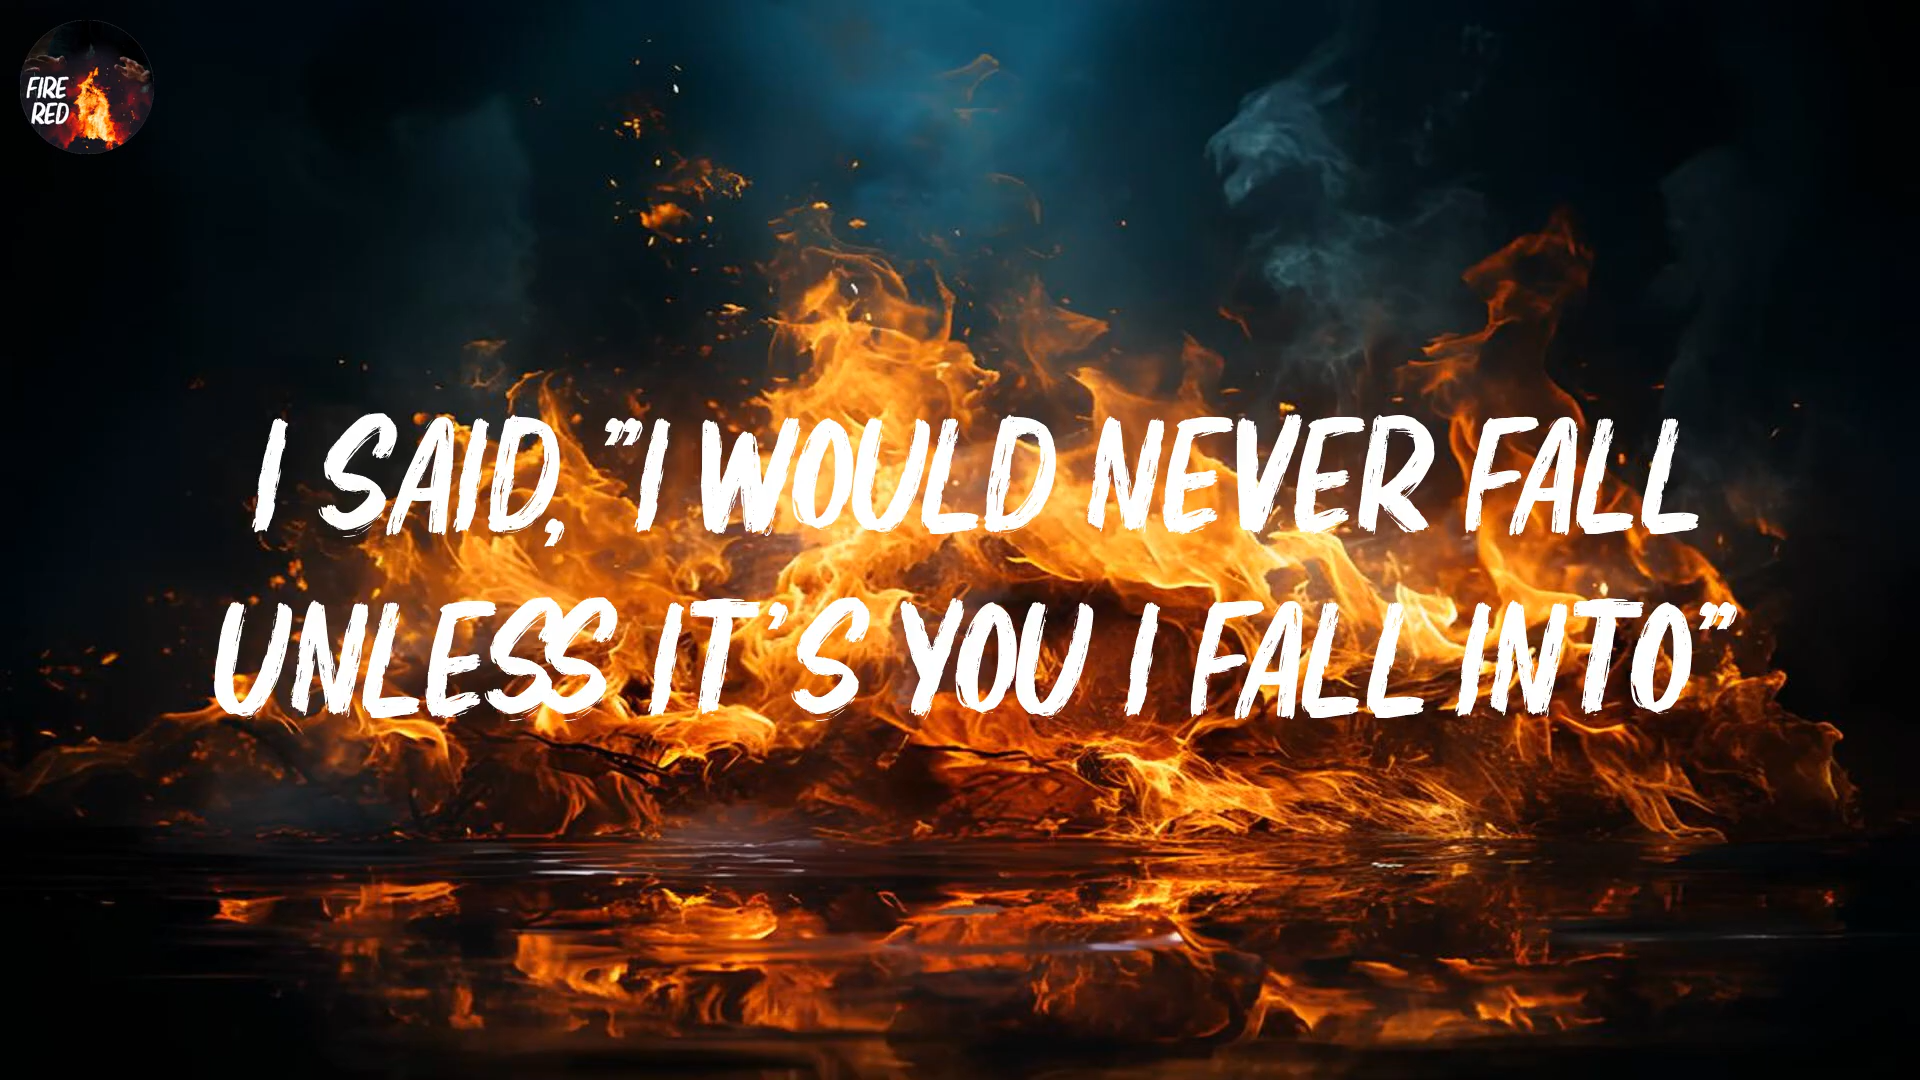 FIRE
RED
I SAID, ”I WOULD NEVER FALL
UNLESS IT’S YOU I FALL INTO”